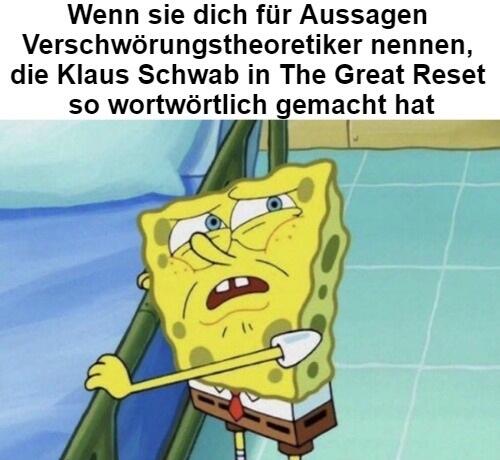 Wenn sie dich für Aussagen
Verschwörungstheoretiker nennen,
die Klaus Schwab in The Great Reset
so wortwörtlich gemacht hat